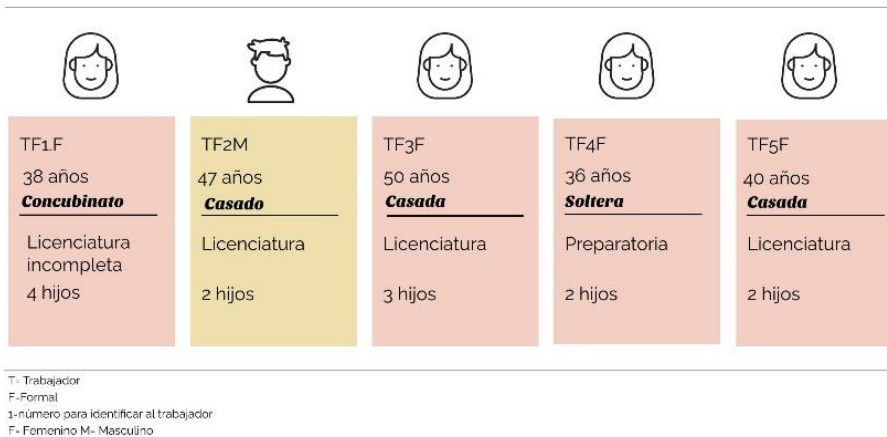 TF1.F
38 años
Concubinato
Licenciatura
incompleta
4 hijos
TF2M
47 años
Casado
Licenciatura
2 hijos
TF3F
50 años
Casada
Licenciatura
3 hijos
TF4F
36 años
Soltera
Preparatoria
2 hijos
TF5F
40 años
Casada
Licenciatura
2 hijos
T= Trabajador
F-Formal
1-número para identificar al trabajador
F= Femenino M= Masculino